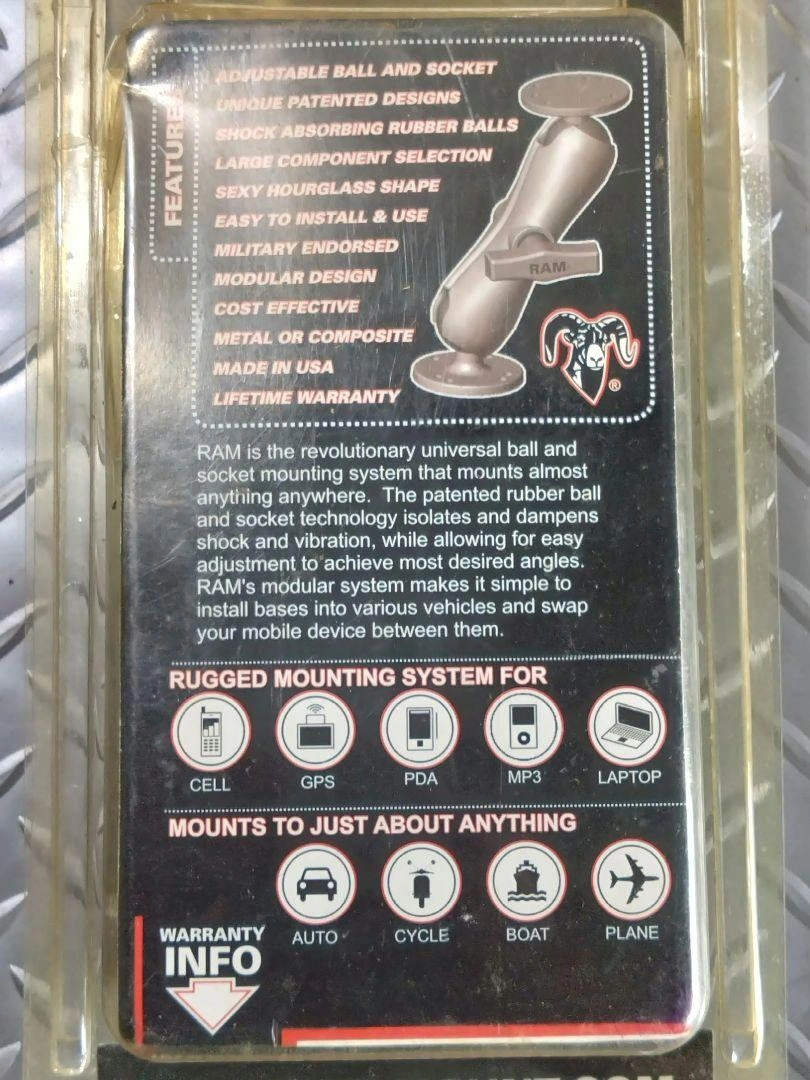 FEATURES
ADJUSTABLE BALL AND SOCKET
UNIQUE PATENTED DESIGNS
SHOCK ABSORBING RUBBER BALLS
LARGE COMPONENT SELECTION
SEXY HOURGLASS SHAPE
EASY TO INSTALL & USE
MILITARY ENDORSED
MODULAR DESIGN
COST EFFECTIVE
METAL OR COMPOSITE
MADE IN USA
LIFETIME WARRANTY
RAM
®
RAM is the revolutionary universal ball and
socket mounting system that mounts almost
anything anywhere. The patented rubber ball
and socket technology isolates and dampens
shock and vibration, while allowing for easy
adjustment to achieve most desired angles.
RAM's modular system makes it simple to
install bases into various vehicles and swap
your mobile device between them.
RUGGED MOUNTING SYSTEM FOR
CELL GPS PDA MP3 LAPTOP
MOUNTS TO JUST ABOUT ANYTHING
AUTO CYCLE BOAT PLANE
WARRANTY
INFO